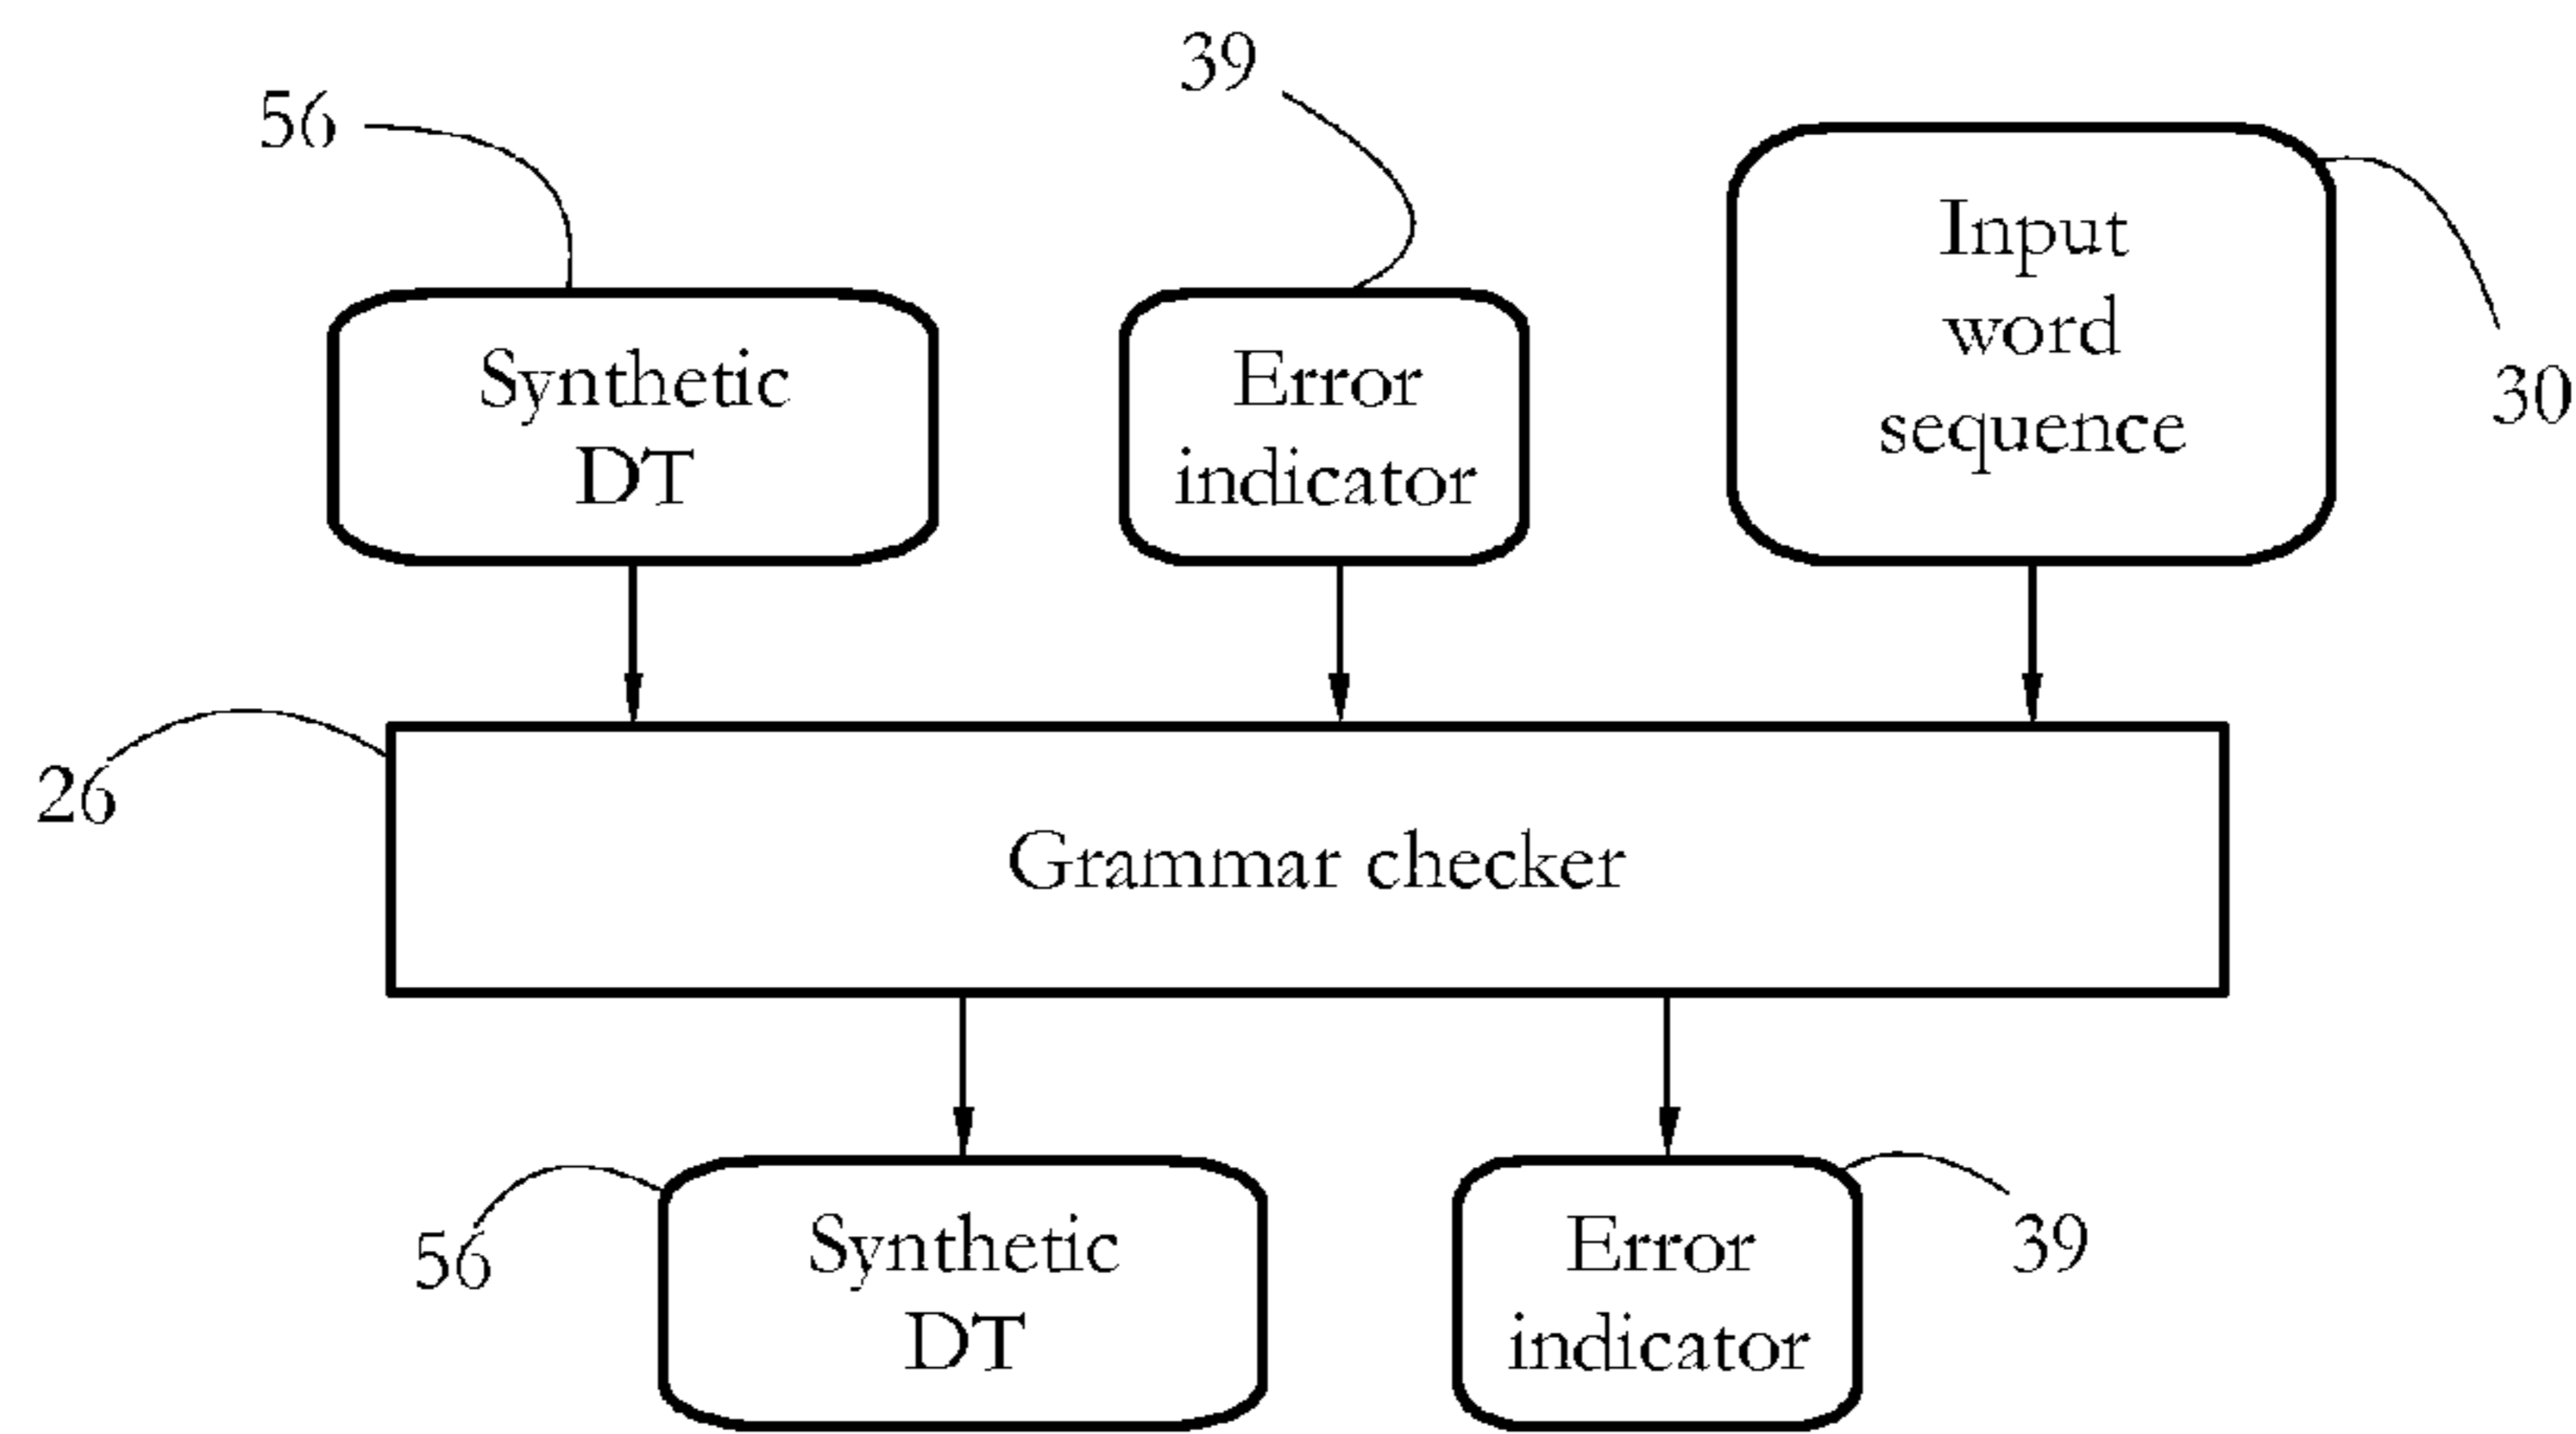 39
56
Input
word
sequence
30
Synthetic
DT
Error
indicator
26
Grammar checker
56
Synthetic
DT
Error
indicator
39